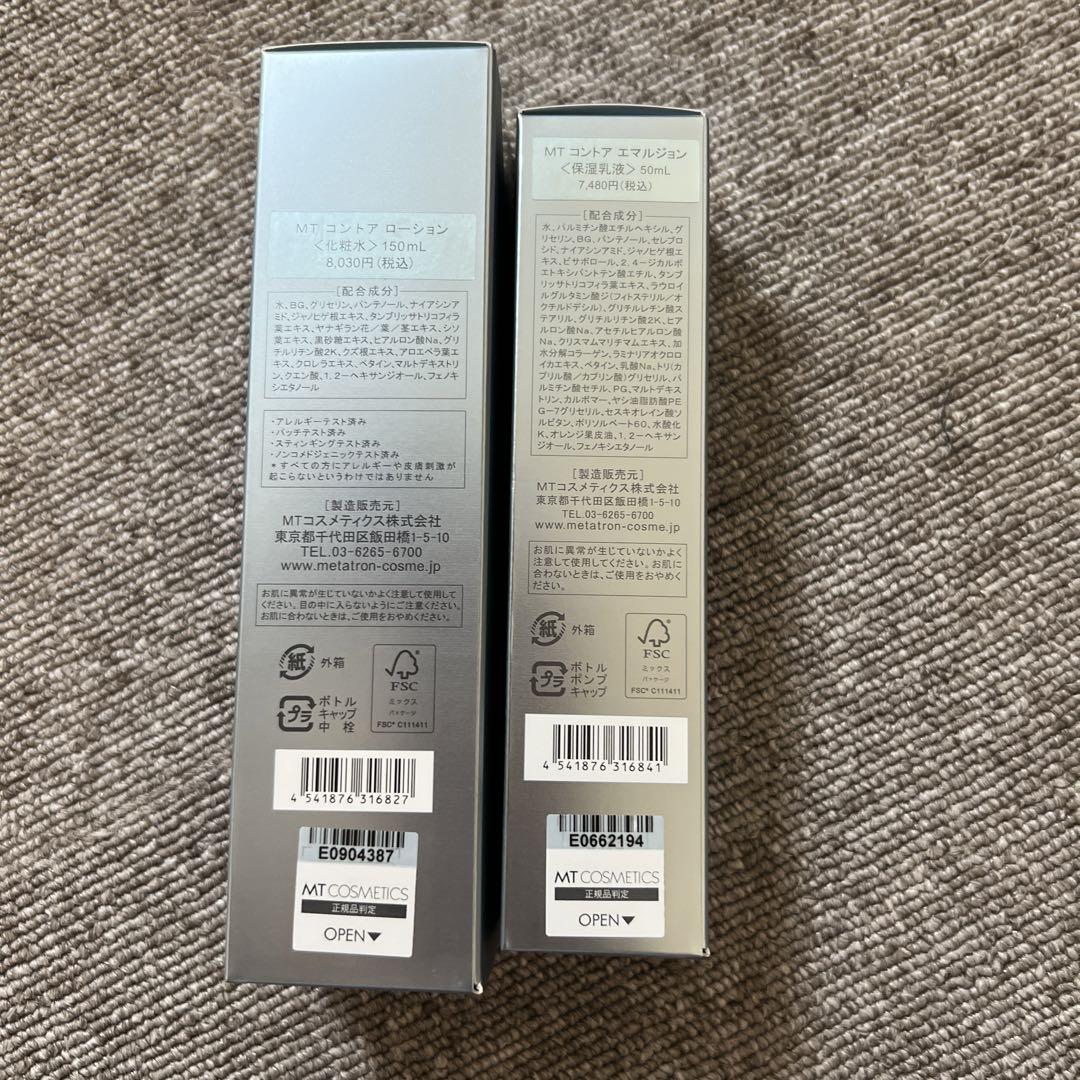 MT コントア ローション
＜化粧水＞150mL
8,030円(税込)
［配合成分］
水、BG、グリセリン、パンテノール、ナイアシンア
ミド、ジャノヒゲ根エキス、タンブリッサトリコフィラ
葉エキス、ヤナギラン花／葉／茎エキス、シソ
葉エキス、黒砂糖エキス、ヒアルロン酸Na、グリ
チルリチン酸2K、クズ根エキス、アロエベラ葉エ
キス、クロレラエキス、ベタイン、マルトデキストリ
ン、クエン酸、1,2－ヘキサンジオール、フェノキ
シエタノール
・アレルギーテスト済み
・パッチテスト済み
・スティンギングテスト済み
・ノンコメドジェニックテスト済み
＊すべての方にアレルギーや皮膚刺激が
起こらないというわけではありません
［製造販売元］
MTコスメティクス株式会社
東京都千代田区飯田橋1-5-10
TEL.03-6265-6700
www.metatron-cosme.jp
お肌に異常が生じていないかよく注意して使用して
ください。目の中に入らないようにご注意ください。
お肌に合わないときは、ご使用をおやめください。
紙 外箱
プラ ボトル
キャップ
中 栓
FSC
ミックス
パッケージ
FSC® C111411
4 541876 316827
E0904387
MT COSMETICS
正規品判定
OPEN▼
MT コントア エマルジョン
＜保湿乳液＞50mL
7,480円(税込)
［配合成分］
水、パルミチン酸エチルヘキシル、グ
リセリン、BG、パンテノール、セレブロ
シド、ナイアシンアミド、ジャノヒゲ根エ
キス、ビサボロール、2,4－ジカルボ
エトキシパントテン酸エチル、タンブ
リッサトリコフィラ葉エキス、ラウロイ
ルグルタミン酸ジ(フィトステリル／オ
クチルドデシル)、グリチルレチン酸ス
テアリル、グリチルリチン酸2K、ヒア
ルロン酸Na、アセチルヒアルロン酸
Na、クリスマムマリチマムエキス、加
水分解コラーゲン、ラミナリアオクロロ
イカエキス、ベタイン、乳酸Na、トリ(カ
プリル酸／カプリン酸)グリセリル、パ
ルミチン酸セチル、PG、マルトデキス
トリン、カルボマー、ヤシ油脂肪酸PE
G-7グリセリル、セスキオレイン酸ソ
ルビタン、ポリソルベート60、水酸化
K、オレンジ果皮油、1,2－ヘキサン
ジオール、フェノキシエタノール
［製造販売元］
MTコスメティクス株式会社
東京都千代田区飯田橋1-5-10
TEL.03-6265-6700
www.metatron-cosme.jp
お肌に異常が生じていないかよく
注意して使用してください。お肌に
合わないときは、ご使用をおやめく
ださい。
紙 外箱
プラ ボトル
ポンプ
キャップ
FSC
ミックス
パッケージ
FSC® C111411
4 541876 316841
E0662194
MT COSMETICS
正規品判定
OPEN▼